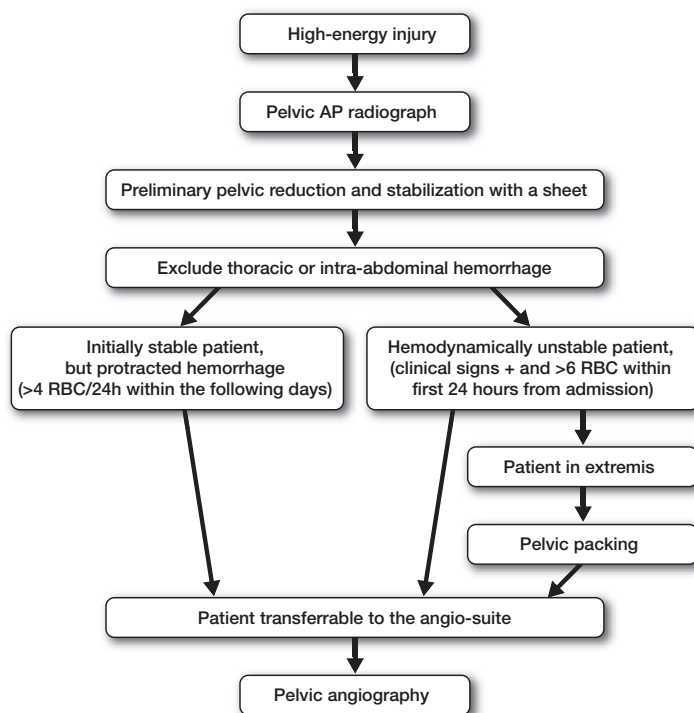 High-energy injury
Pelvic AP radiograph
Preliminary pelvic reduction and stabilization with a sheet
Exclude thoracic or intra-abdominal hemorrhage
Initially stable patient,
but protracted hemorrhage
(>4 RBC/24h within the following days)
Hemodynamically unstable patient,
(clinical signs + and >6 RBC within
first 24 hours from admission)
Patient in extremis
Pelvic packing
Patient transferrable to the angio-suite
Pelvic angiography